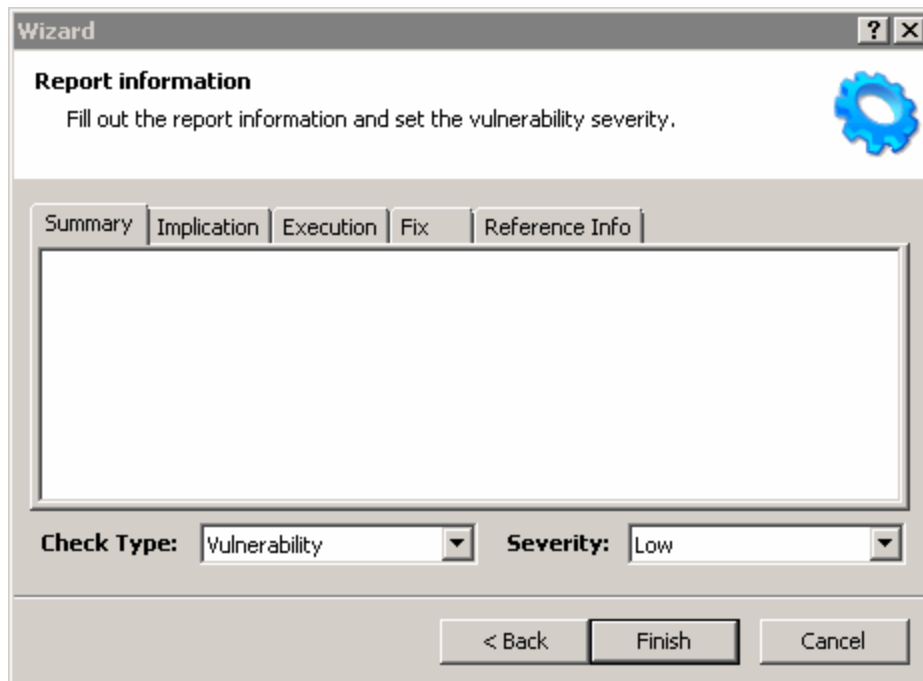 Wizard ? X
Report information
Fill out the report information and set the vulnerability severity.
Summary Implication Execution Fix Reference Info
Check Type: Vulnerability Severity: Low
< Back Finish Cancel